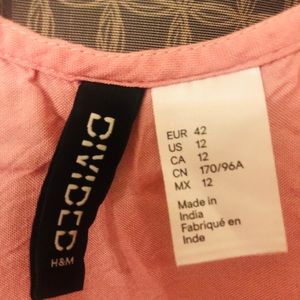 DIVIDED
H&M
EUR 42
US 12
CA 12
CN 170/96A
MX 12
Made in
India
Fabriqué en
Inde